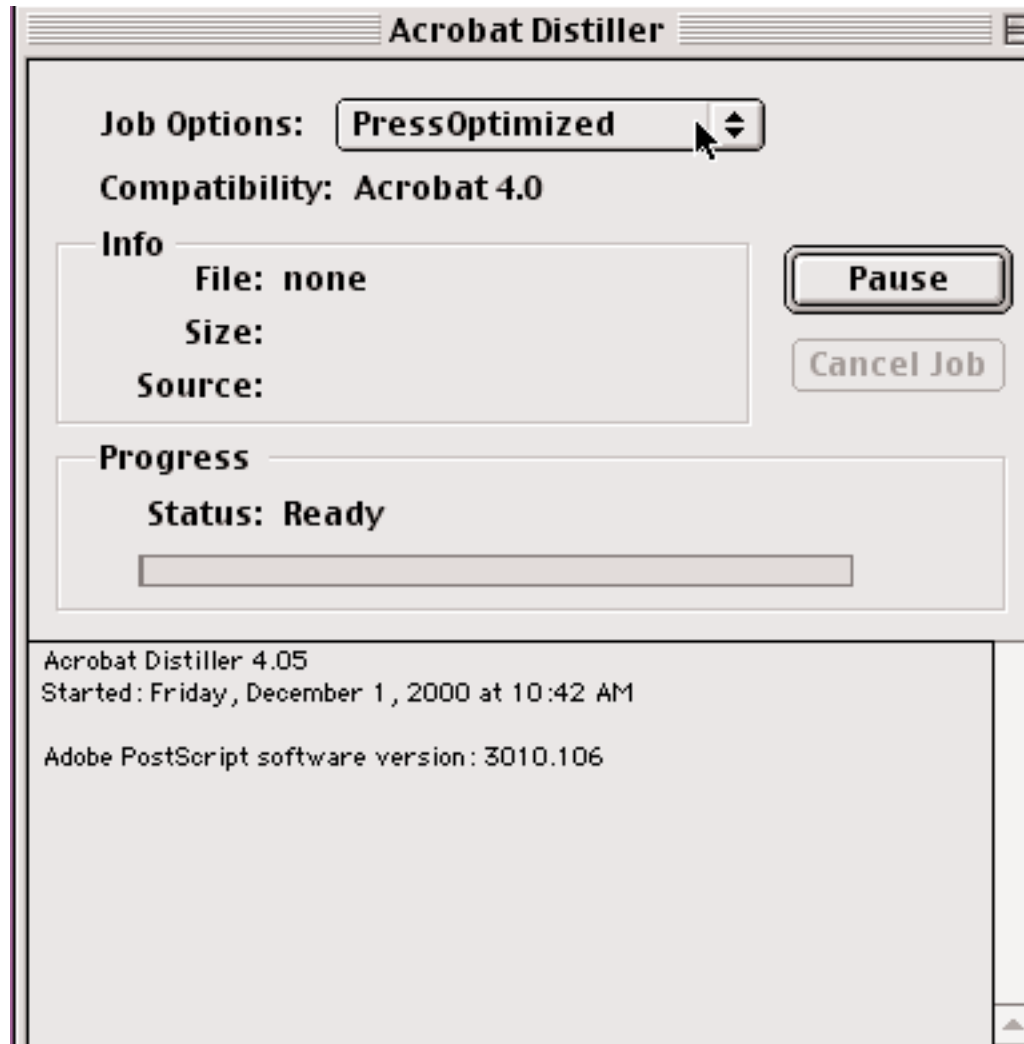 Acrobat Distiller
Job Options: PressOptimized
Compatibility: Acrobat 4.0
Info
File: none
Pause
Size:
Cancel Job
Source:
Progress
Status: Ready
Acrobat Distiller 4.05
Started: Friday, December 1, 2000 at 10:42 AM
Adobe PostScript software version: 3010.106